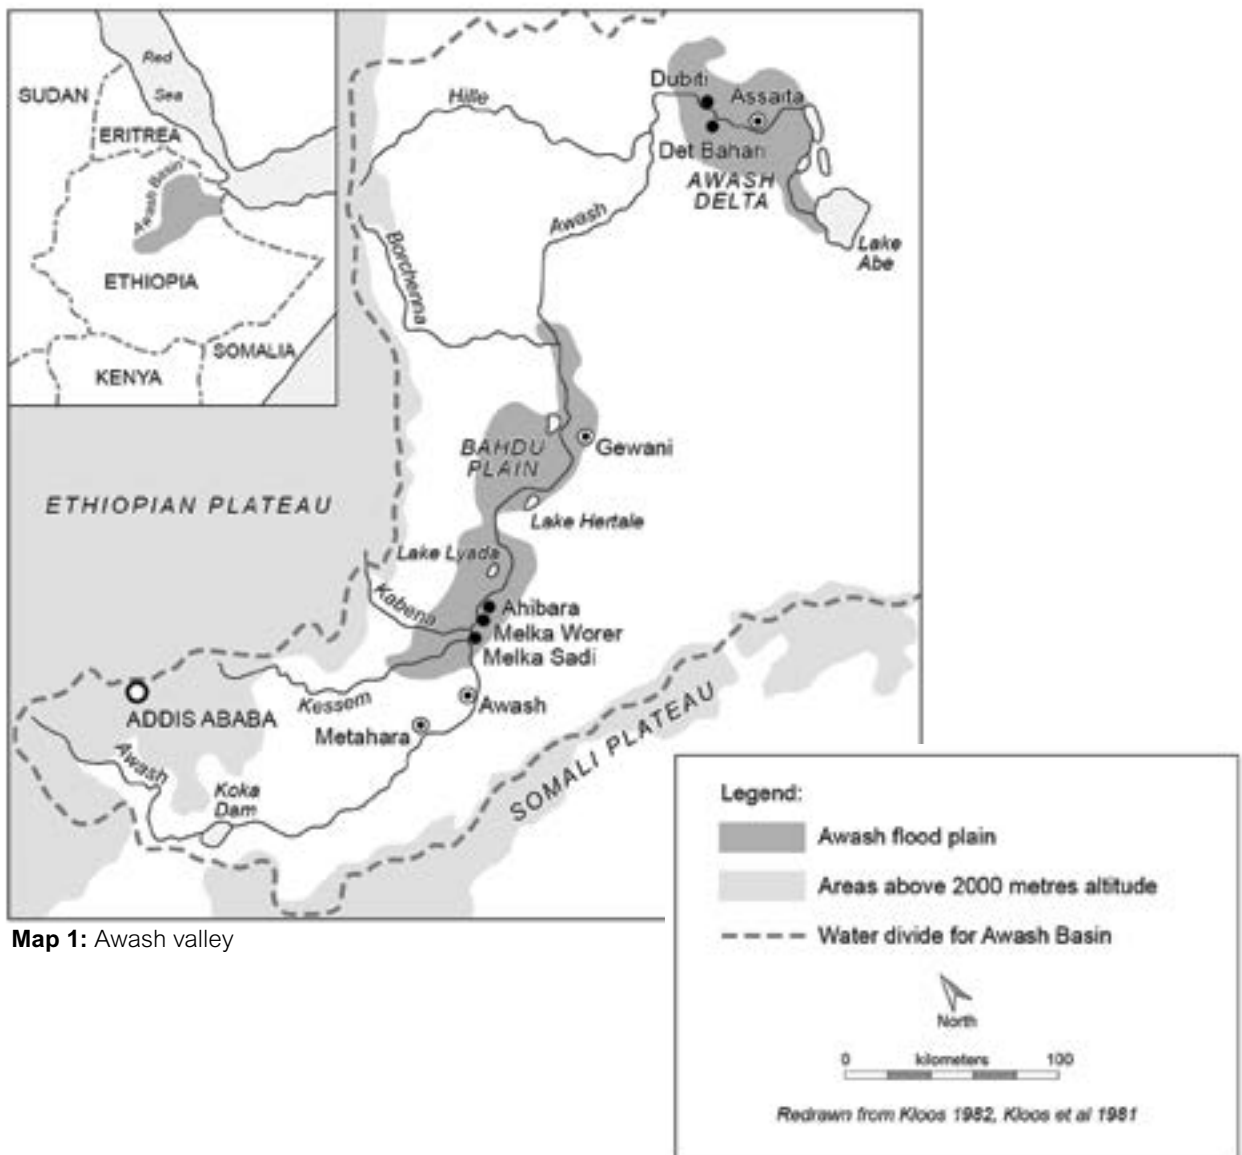 Red
Sea
SUDAN
ERITREA
Awash Basin
ETHIOPIA
SOMALIA
KENYA
Hille
Dubiti
Assaita
Det Bahari
AWASH
DELTA
Awash
Lake
Abe
Borchenna
BAHDU
PLAIN
Gewani
ETHIOPIAN PLATEAU
Lake Hertale
Lake Lyada
Kabena
Ahibara
Melka Worer
Melka Sadi
Kessem
Awash
ADDIS ABABA
Metahara
Awash
Koka
Dam
SOMALI PLATEAU
Map 1: Awash valley
Legend:
Awash flood plain
Areas above 2000 metres altitude
Water divide for Awash Basin
North
0 kilometers 100
Redrawn from Kloos 1982, Kloos et al 1981